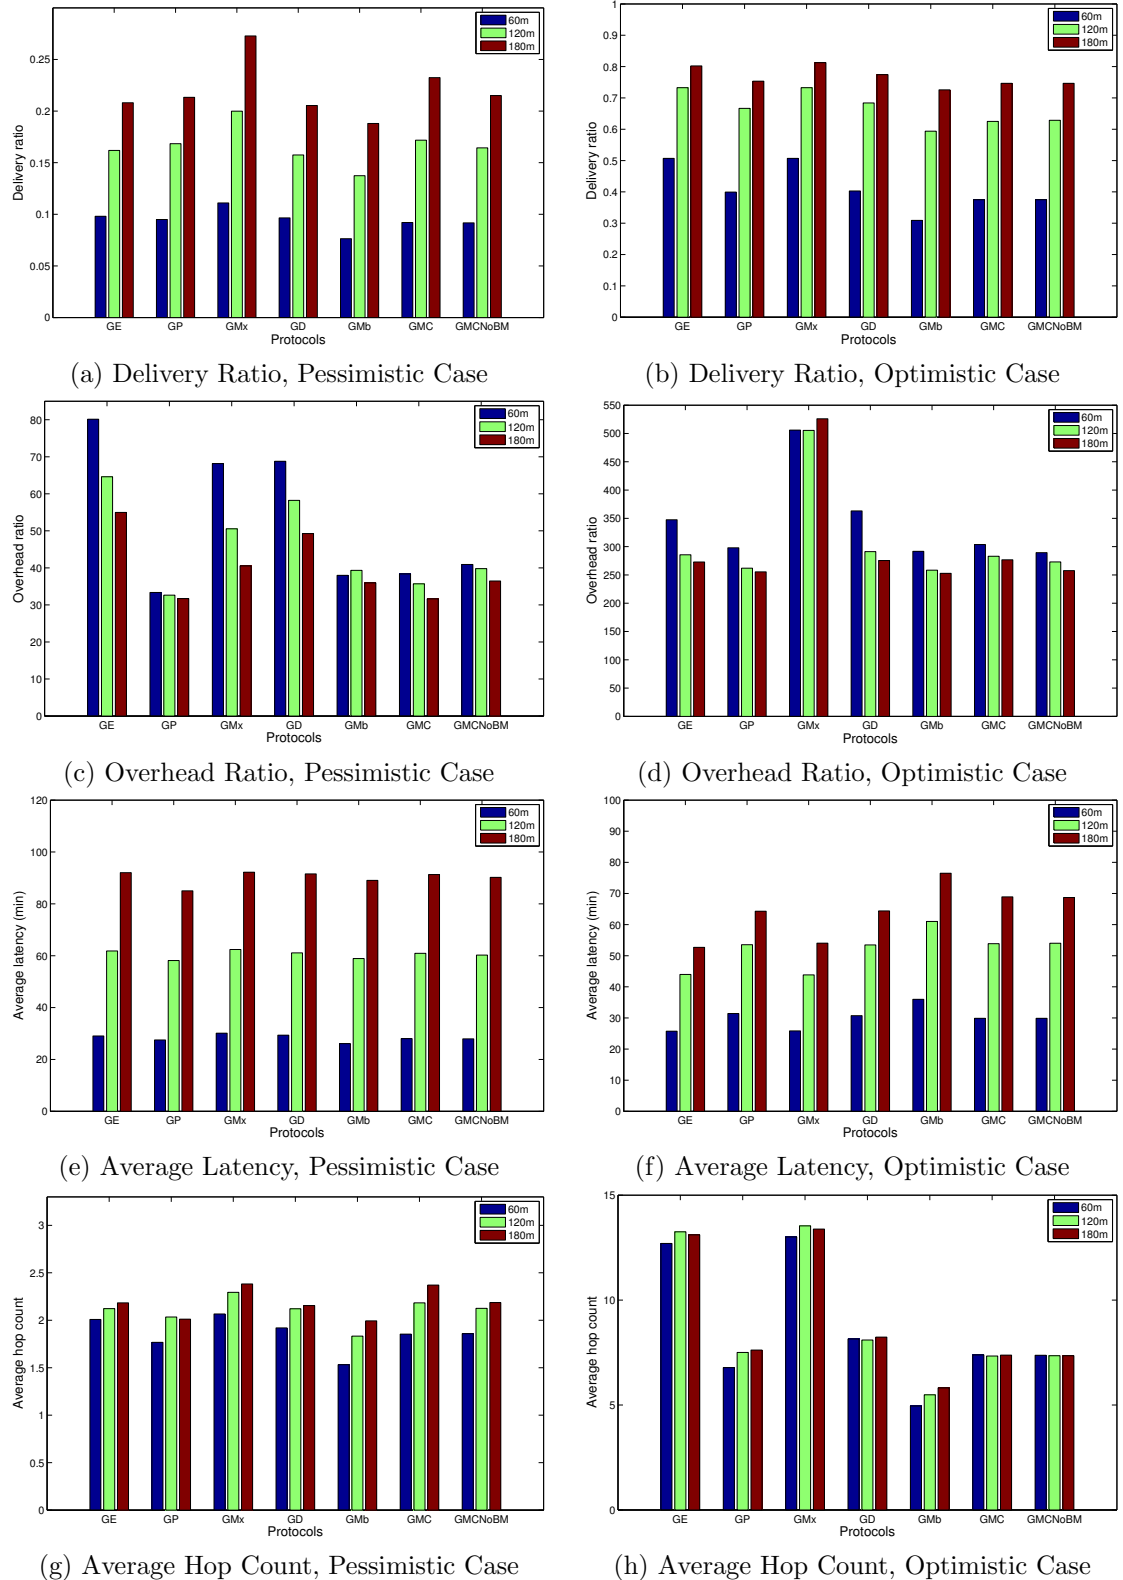 60m
120m
180m
0.25
0.2
0.15
0.1
0.05
0
Delivery ratio
GE GP GMx GD GMb GMC GMCNoBM
Protocols
(a) Delivery Ratio, Pessimistic Case
60m
120m
180m
1
0.9
0.8
0.7
0.6
0.5
0.4
0.3
0.2
0.1
0
Delivery ratio
GE GP GMx GD GMb GMC GMCNoBM
Protocols
(b) Delivery Ratio, Optimistic Case
60m
120m
180m
80
70
60
50
40
30
20
10
0
Overhead ratio
GE GP GMx GD GMb GMC GMCNoBM
Protocols
(c) Overhead Ratio, Pessimistic Case
60m
120m
180m
550
500
450
400
350
300
250
200
150
100
50
0
Overhead ratio
GE GP GMx GD GMb GMC GMCNoBM
Protocols
(d) Overhead Ratio, Optimistic Case
60m
120m
180m
120
100
80
60
40
20
0
Average latency (min)
GE GP GMx GD GMb GMC GMCNoBM
Protocols
(e) Average Latency, Pessimistic Case
60m
120m
180m
100
90
80
70
60
50
40
30
20
10
0
Average latency (min)
GE GP GMx GD GMb GMC GMCNoBM
Protocols
(f) Average Latency, Optimistic Case
60m
120m
180m
3
2.5
2
1.5
1
0.5
0
Average hop count
GE GP GMx GD GMb GMC GMCNoBM
Protocols
(g) Average Hop Count, Pessimistic Case
60m
120m
180m
15
10
5
0
Average hop count
GE GP GMx GD GMb GMC GMCNoBM
Protocols
(h) Average Hop Count, Optimistic Case